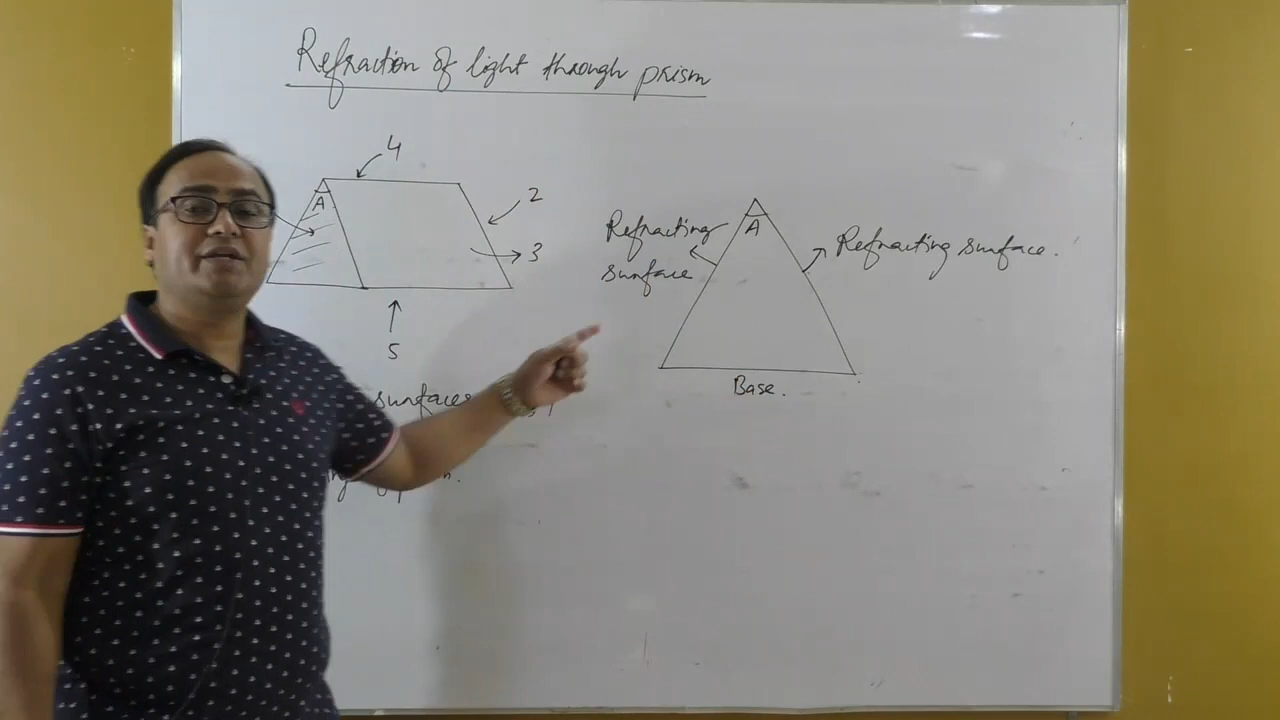 Refraction of light through prism
4
2
A
3
5
surfaces
Refracting
surface
A
Refracting surface.
Base.